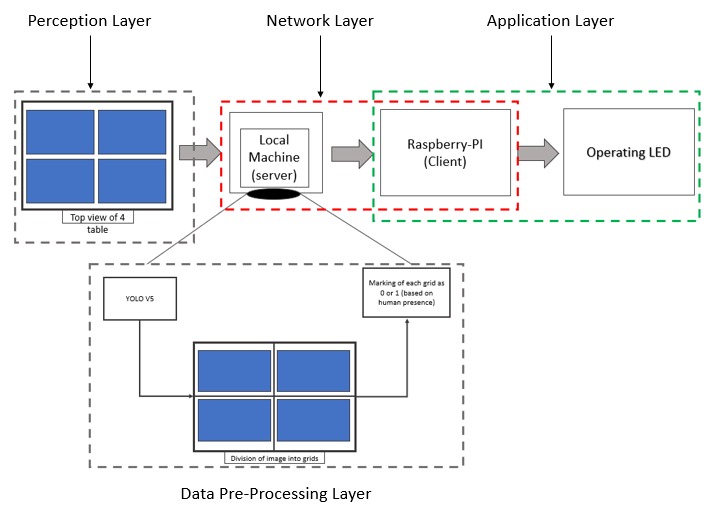 Perception Layer
Network Layer
Application Layer
Local
Machine
(server)
Raspberry-PI
(Client)
Operating LED
Top view of 4
table
YOLO V5
Marking of each grid as
0 or 1 (based on
human presence)
Division of image into grids
Data Pre-Processing Layer